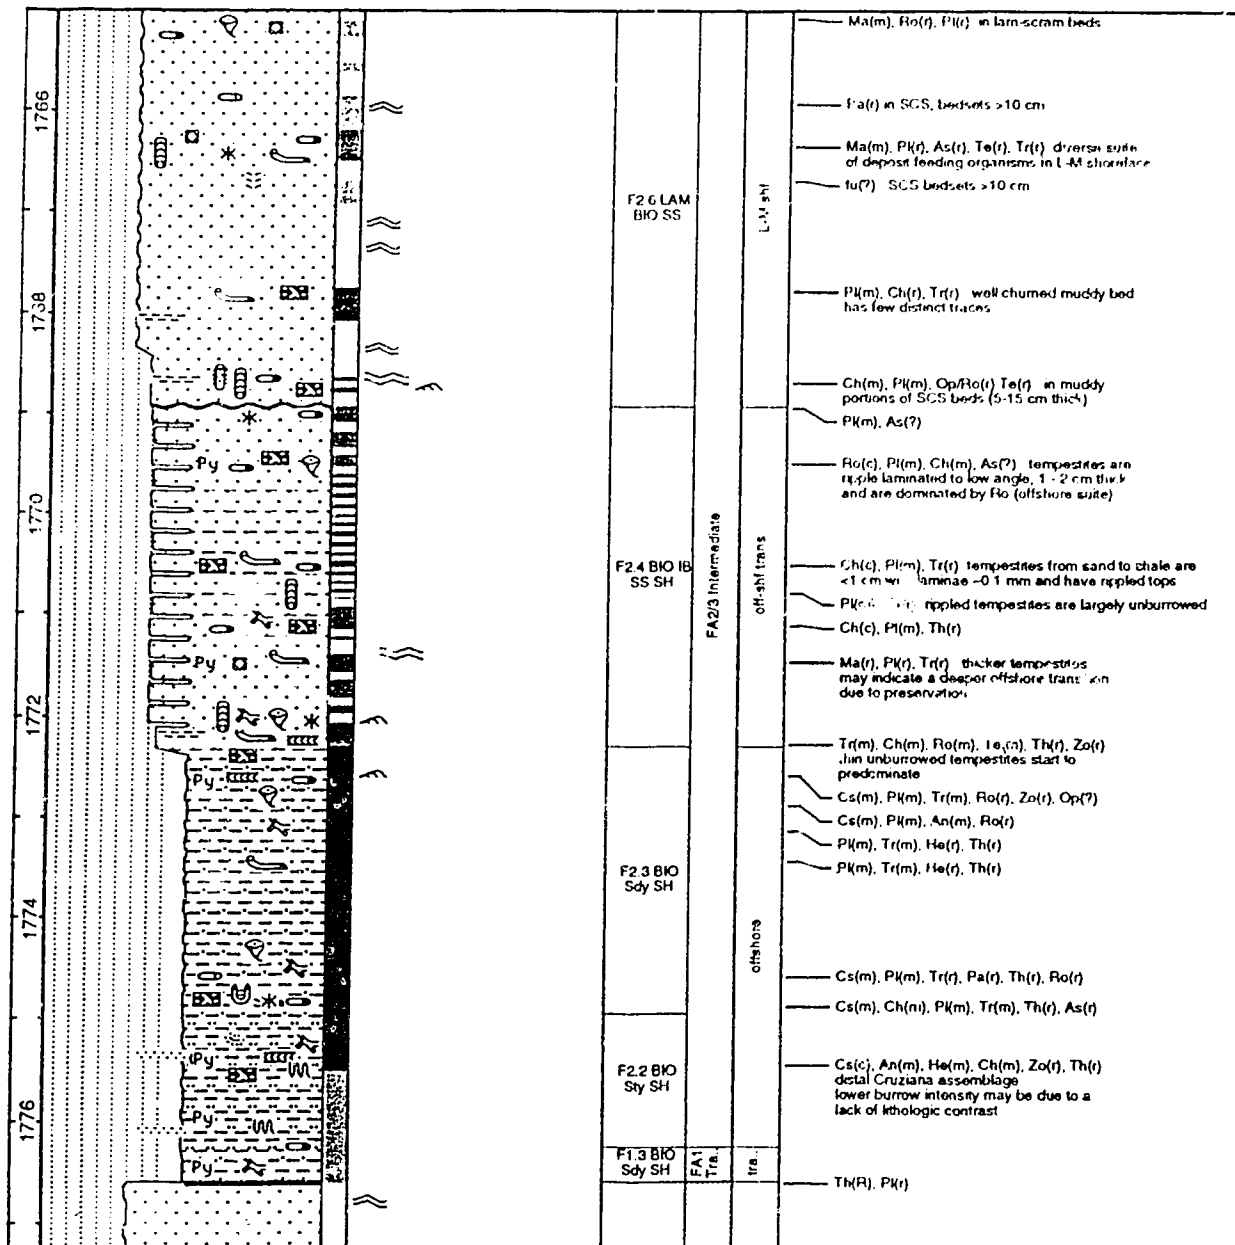 Ma(m), Ro(r), Pl(r) in lam-scram beds
1766
Pa(r) in SCS, bedsets >10 cm
Ma(m), Pl(r), As(r), Te(r), Tr(r) diverse suite
of deposit feeding organisms in L-M shoreface
fu(?) SCS bedsets >10 cm
F2.6 LAM
BIO SS
L-M shf
Pl(m), Ch(r), Tr(r) well churned muddy bed
has few distinct traces
1738
Ch(m), Pl(m), Op/Ro(r) Te(r) in muddy
portions of SCS beds (5-15 cm thick)
Pl(m), As(?)
Py
Ro(c), Pl(m), Ch(m), As(?) tempestites are
ripple laminated to low angle, 1 - 2 cm thick
and are dominated by Ro (offshore suite)
1770
F2.4 BIO IB
SS SH
FA2/3 Intermediate
off-shf trans
Ch(c), Pl(m), Tr(r) tempestites from sand to shale are
<1 cm laminae ~0.1 mm and have rippled tops
rippled tempestites are largely unburrowed
Ch(c), Pl(m), Th(r)
Py
Ma(r), Pl(r), Tr(r) thicker tempestites
may indicate a deeper offshore
due to preservation
1772
Tr(m), Ch(m), Ro(m), Te(m), Th(r), Zo(r)
unburrowed tempestites start to
predominate
Py
Cs(m), Pl(m), Tr(m), Ro(r), Zo(r), Op(?)
Cs(m), Pl(m), An(m), Ro(r)
Pl(m), Tr(m), He(r), Th(r)
Pl(m), Tr(m), He(r), Th(r)
F2.3 BIO
Sdy SH
1774
offshore
Cs(m), Pl(m), Tr(r), Pa(r), Th(r), Ro(r)
Cs(m), Ch(m), Pl(m), Tr(m), Th(r), As(r)
Py
F2.2 BIO
Sty SH
Cs(c), An(m), He(m), Ch(m), Zo(r), Th(r)
distal Cruziana assemblage
lower burrow intensity may be due to a
lack of lithologic contrast
1776
Py
Py
F1.3 BIO
Sdy SH
FA1
Tra.
tra.
Th(R), Pl(r)